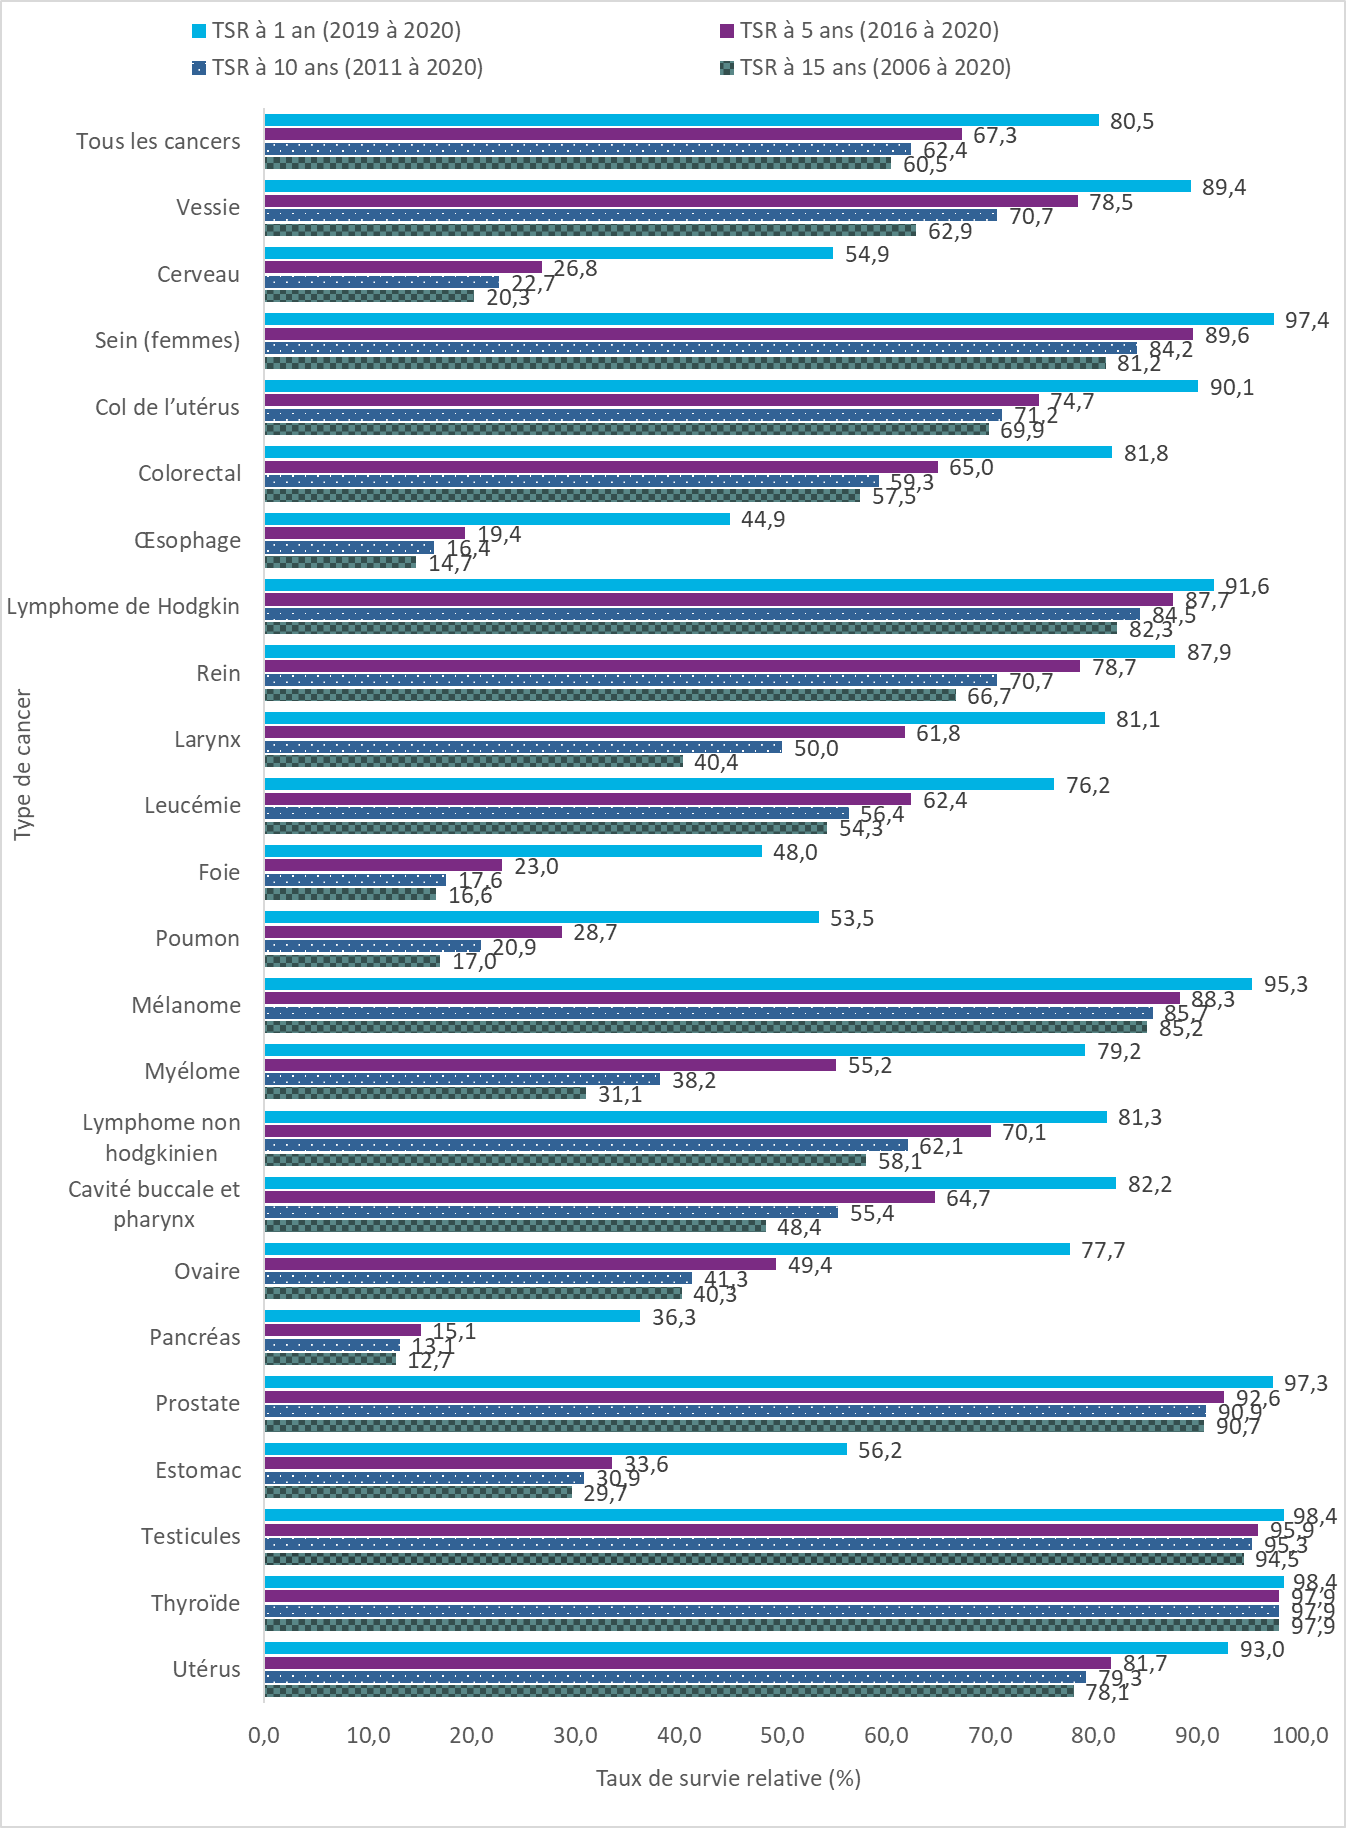 TSR à 1 an (2019 à 2020)
TSR à 5 ans (2016 à 2020)
TSR à 10 ans (2011 à 2020)
TSR à 15 ans (2006 à 2020)
Type de cancer
Tous les cancers
80,5
67,3
62,4
60,5
Vessie
89,4
78,5
70,7
62,9
Cerveau
54,9
26,8
22,7
20,3
Sein (femmes)
97,4
89,6
84,2
81,2
Col de l’utérus
90,1
74,7
71,2
69,9
Colorectal
81,8
65,0
59,3
57,5
Œsophage
44,9
19,4
16,4
14,7
Lymphome de Hodgkin
91,6
87,7
84,5
82,3
Rein
87,9
78,7
70,7
66,7
Larynx
81,1
61,8
50,0
40,4
Leucémie
76,2
62,4
56,4
54,3
Foie
48,0
23,0
17,6
16,6
Poumon
53,5
28,7
20,9
17,0
Mélanome
95,3
88,3
85,7
85,2
Myélome
79,2
55,2
38,2
31,1
Lymphome non
hodgkinien
81,3
70,1
62,1
58,1
Cavité buccale et
pharynx
82,2
64,7
55,4
48,4
Ovaire
77,7
49,4
41,3
40,3
Pancréas
36,3
15,1
13,1
12,7
Prostate
97,3
92,6
90,9
90,7
Estomac
56,2
33,6
30,9
29,7
Testicules
98,4
95,9
95,3
94,5
Thyroïde
98,4
97,9
97,9
97,9
Utérus
93,0
81,7
79,3
78,1
0,0 10,0 20,0 30,0 40,0 50,0 60,0 70,0 80,0 90,0 100,0
Taux de survie relative (%)